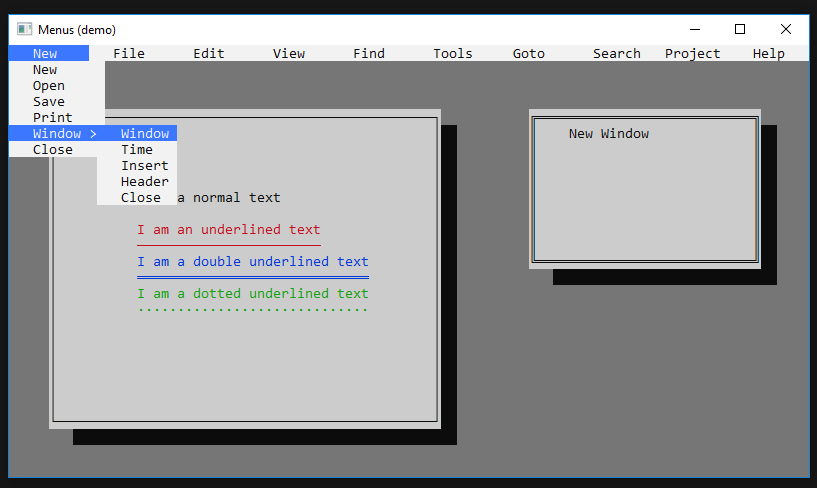 Menus (demo)
New File Edit View Find Tools Goto Search Project Help
New
Open
Save
Print
Window > Window
Close Time
Insert
Header
Close a normal text
New Window
I am an underlined text
I am a double underlined text
I am a dotted underlined text